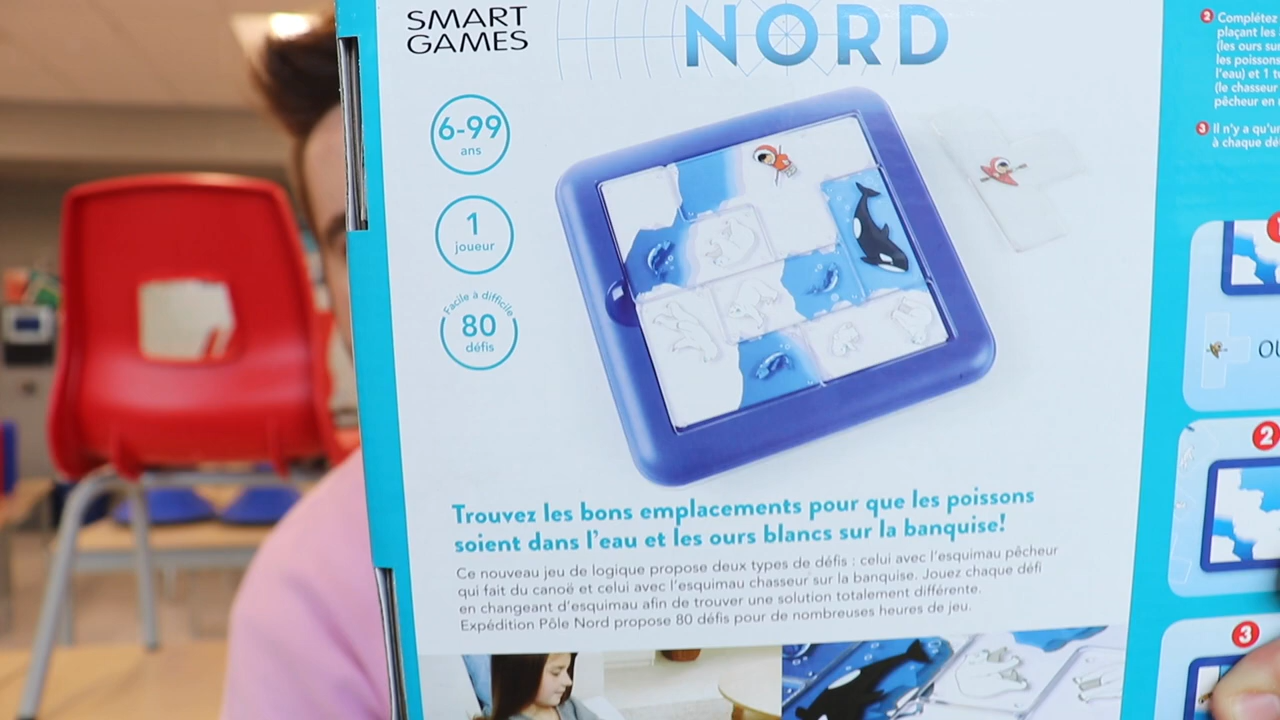 SMART
GAMES
NORD
6-99
ans
1
joueur
Facile à difficile
80
défis
Trouvez les bons emplacements pour que les poissons
soient dans l'eau et les ours blancs sur la banquise!
Ce nouveau jeu de logique propose deux types de défis : celui avec l'esquimau pêcheur
qui fait du canoë et celui avec l'esquimau chasseur sur la banquise. Jouez chaque défi
en changeant d'esquimau afin de trouver une solution totalement différente.
Expédition Pôle Nord propose 80 défis pour de nombreuses heures de jeu.
2 Complétez
plaçant les
(les ours su
les poissons
l'eau) et 1
(le chasseur
pêcheur en
3 Il n'y a qu'u
à chaque dé
OU
2
3